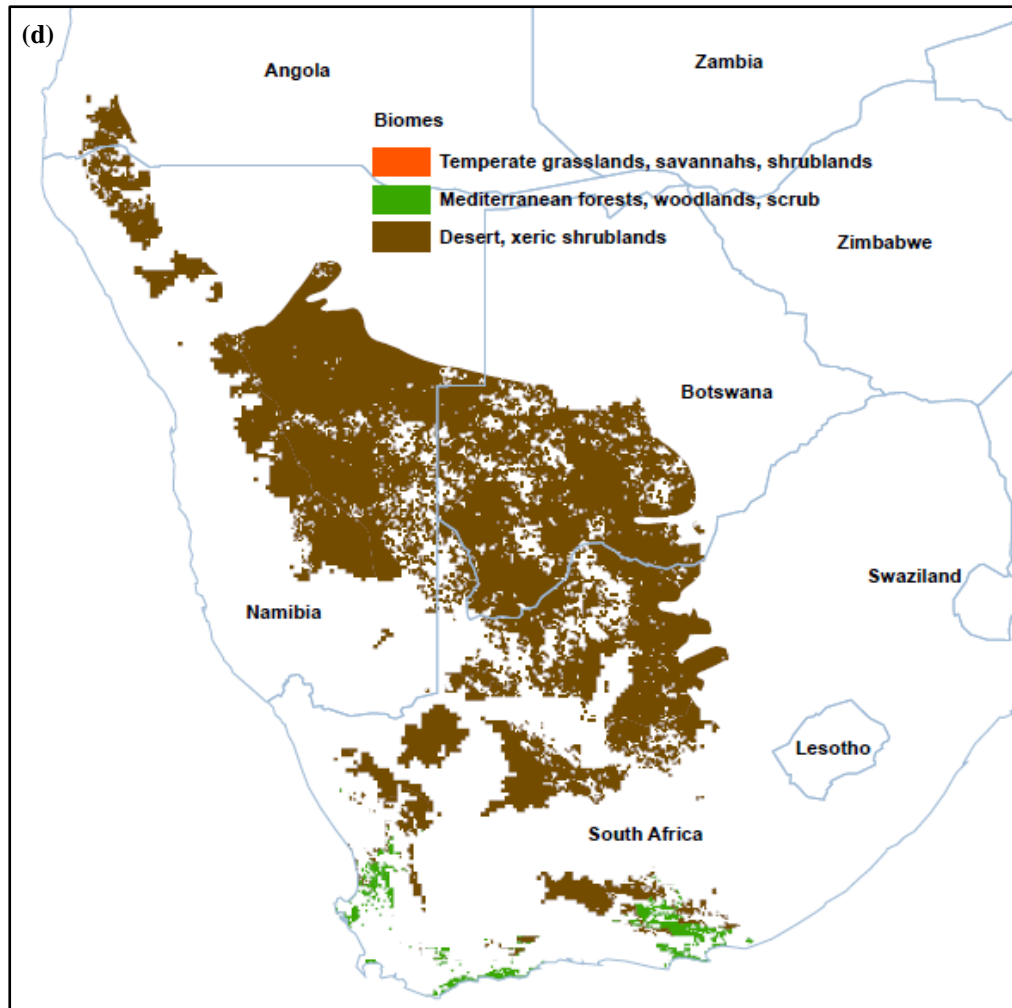 (d)
Angola
Zambia
Biomes
Temperate grasslands, savannahs, shrublands
Mediterranean forests, woodlands, scrub
Desert, xeric shrublands
Zimbabwe
Botswana
Swaziland
Namibia
Lesotho
South Africa